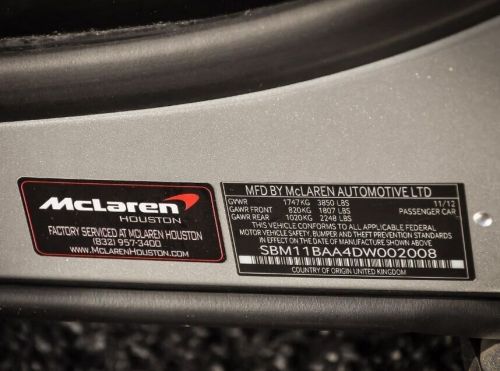 McLaren
HOUSTON
FACTORY SERVICED AT MCLAREN HOUSTON
(832) 957-3400
www.McLarenHouston.com
MFD BY McLAREN AUTOMOTIVE LTD
GVWR 1747KG 3850 LBS 11/12
GAWR FRONT 820KG 1807 LBS PASSENGER CAR
GAWR REAR 1020KG 2248 LBS
THIS VEHICLE CONFORMS TO ALL APPLICABLE FEDERAL
MOTOR VEHICLE SAFETY, BUMPER AND THEFT PREVENTION STANDARDS
IN EFFECT ON THE DATE OF MANUFACTURE SHOWN ABOVE
SBM11BAA4DW002008
COUNTRY OF ORIGIN UNITED KINGDOM